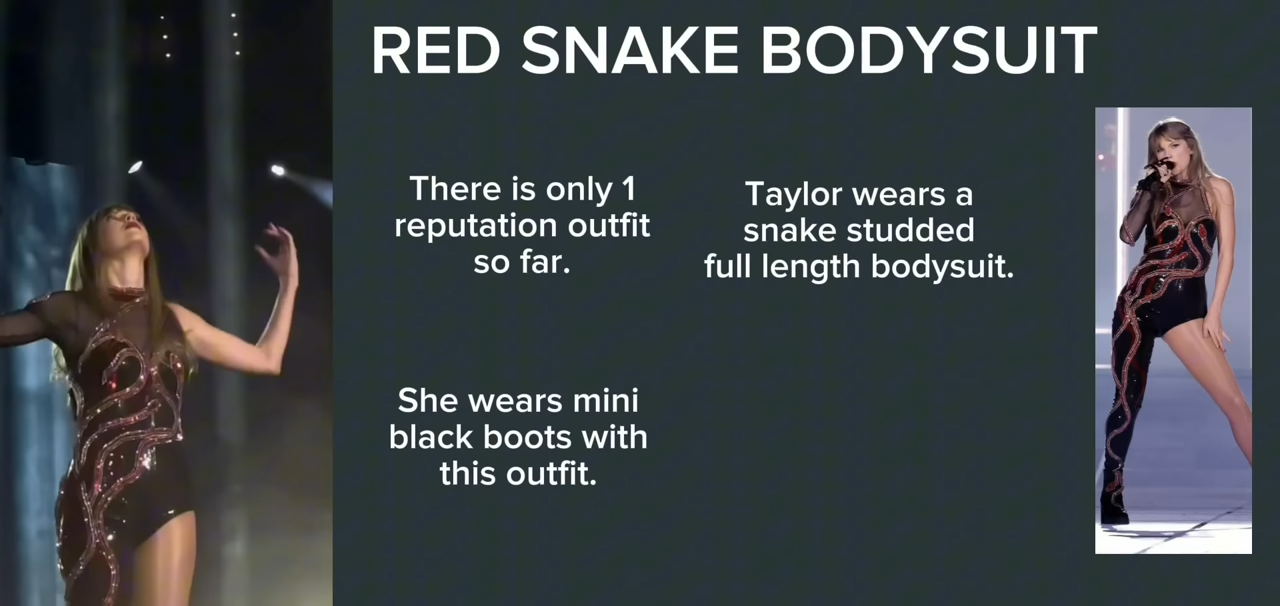 RED SNAKE BODYSUIT
There is only 1
reputation outfit
so far.
Taylor wears a
snake studded
full length bodysuit.
She wears mini
black boots with
this outfit.